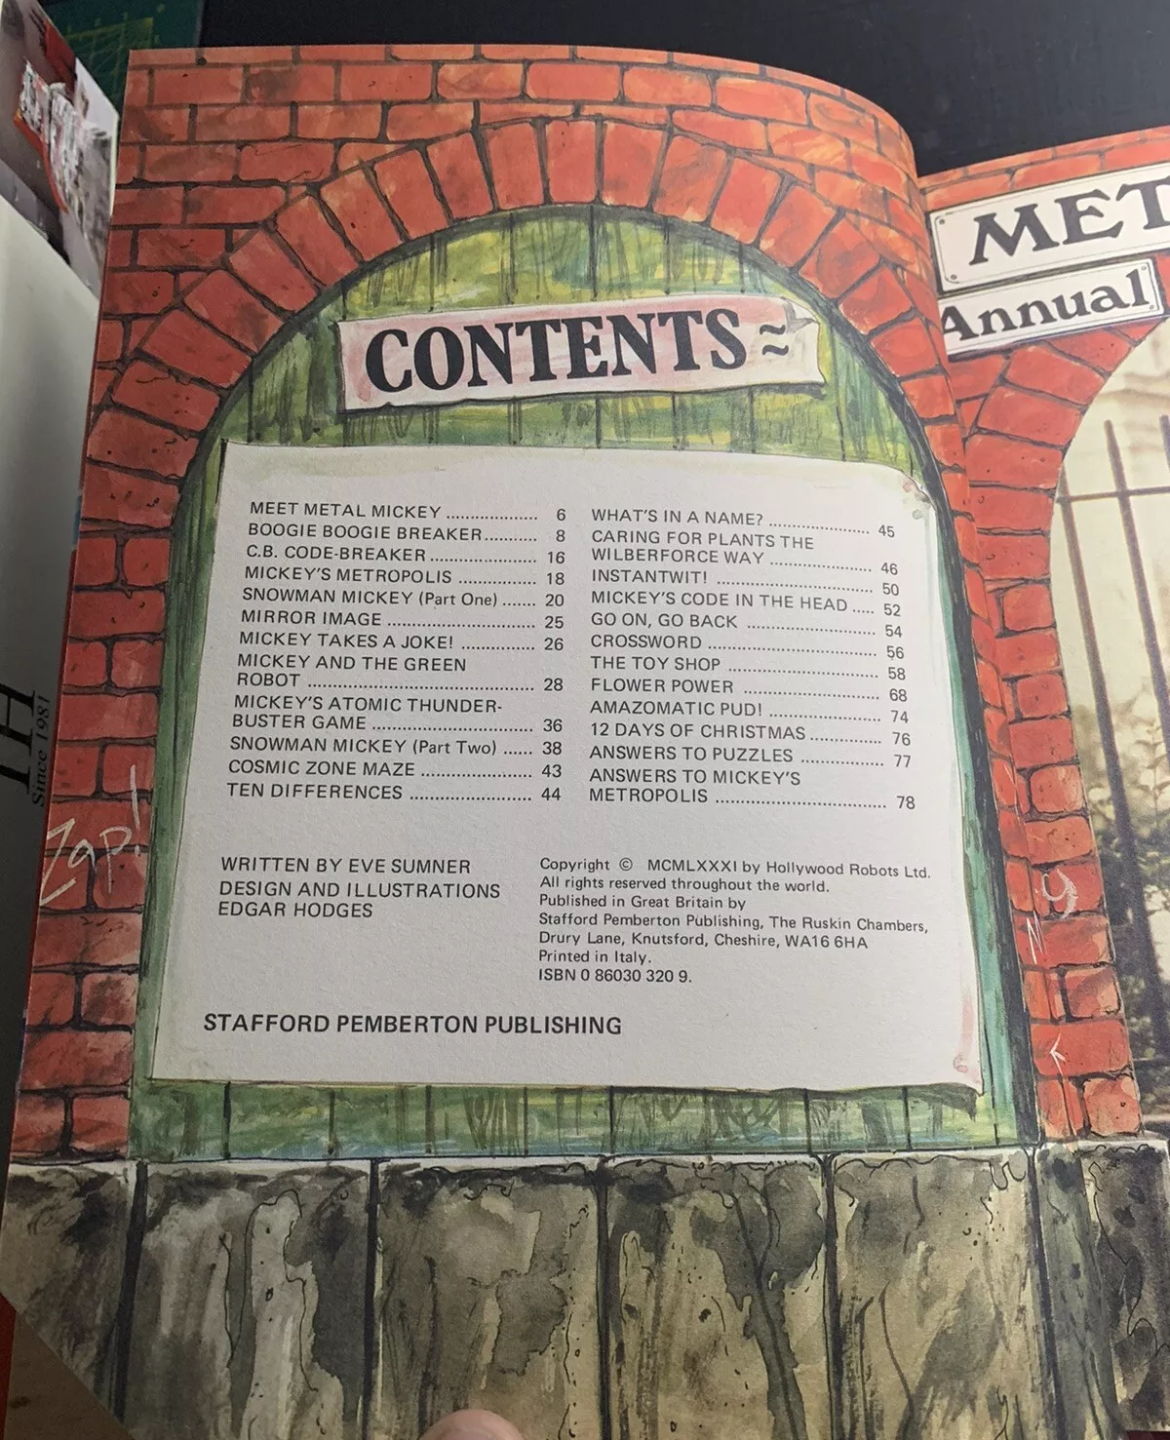 MET
Annual
CONTENTS
MEET METAL MICKEY .................. 6
BOOGIE BOOGIE BREAKER........... 8
C.B. CODE-BREAKER .................... 16
MICKEY'S METROPOLIS ............... 18
SNOWMAN MICKEY (Part One) ....... 20
MIRROR IMAGE ............................. 25
MICKEY TAKES A JOKE! ................ 26
MICKEY AND THE GREEN
ROBOT ........................................... 28
MICKEY'S ATOMIC THUNDER-
BUSTER GAME .............................. 36
SNOWMAN MICKEY (Part Two) ...... 38
COSMIC ZONE MAZE ..................... 43
TEN DIFFERENCES ....................... 44
WHAT'S IN A NAME? .................... 45
CARING FOR PLANTS THE
WILBERFORCE WAY .................... 46
INSTANTWIT! ............................... 50
MICKEY'S CODE IN THE HEAD ..... 52
GO ON, GO BACK ......................... 54
CROSSWORD ................................ 56
THE TOY SHOP ............................. 58
FLOWER POWER ........................... 68
AMAZOMATIC PUD! ...................... 74
12 DAYS OF CHRISTMAS .............. 76
ANSWERS TO PUZZLES ................ 77
ANSWERS TO MICKEY'S
METROPOLIS ................................. 78
WRITTEN BY EVE SUMNER
DESIGN AND ILLUSTRATIONS
EDGAR HODGES
Copyright © MCMLXXXI by Hollywood Robots Ltd.
All rights reserved throughout the world.
Published in Great Britain by
Stafford Pemberton Publishing, The Ruskin Chambers,
Drury Lane, Knutsford, Cheshire, WA16 6HA
Printed in Italy.
ISBN 0 86030 320 9.
STAFFORD PEMBERTON PUBLISHING
Zap!
H
Since 1981